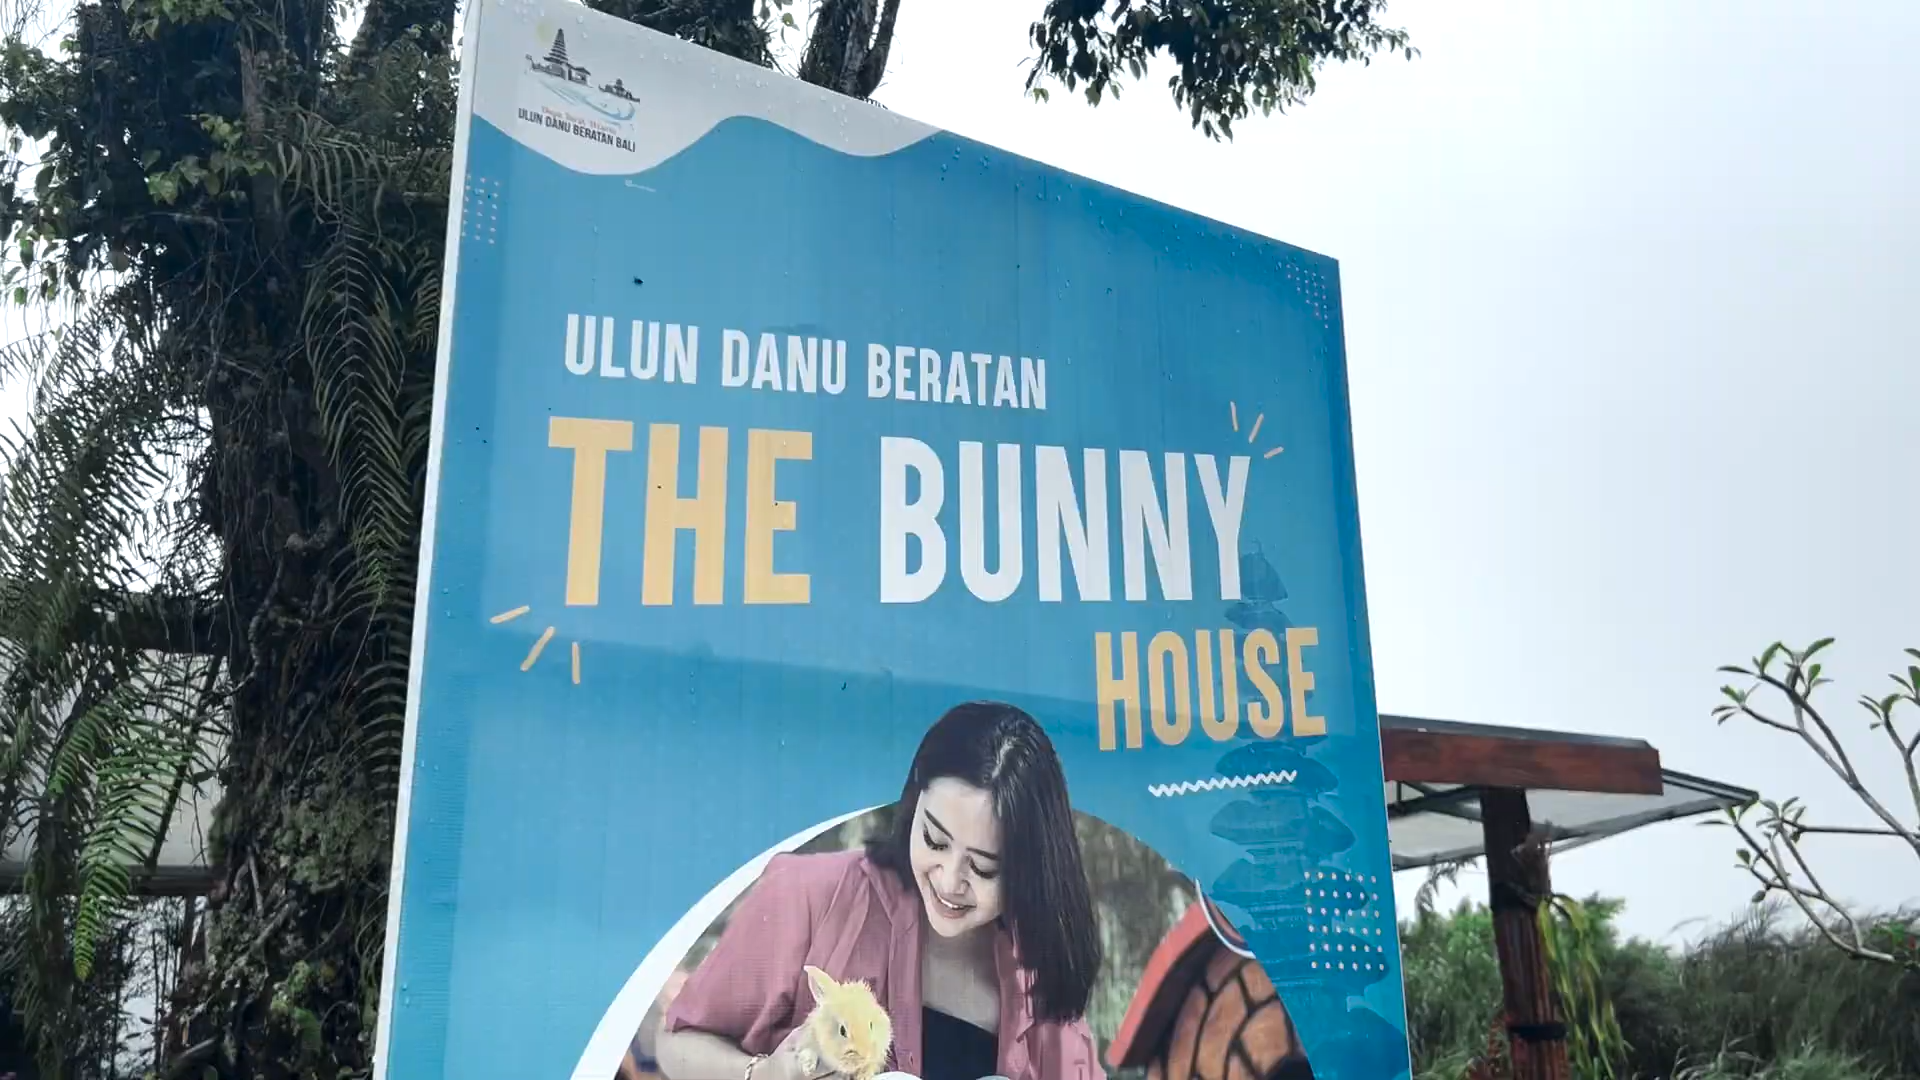 ULUN DANU BERATAN BALI
ULUN DANU BERATAN
THE BUNNY
HOUSE